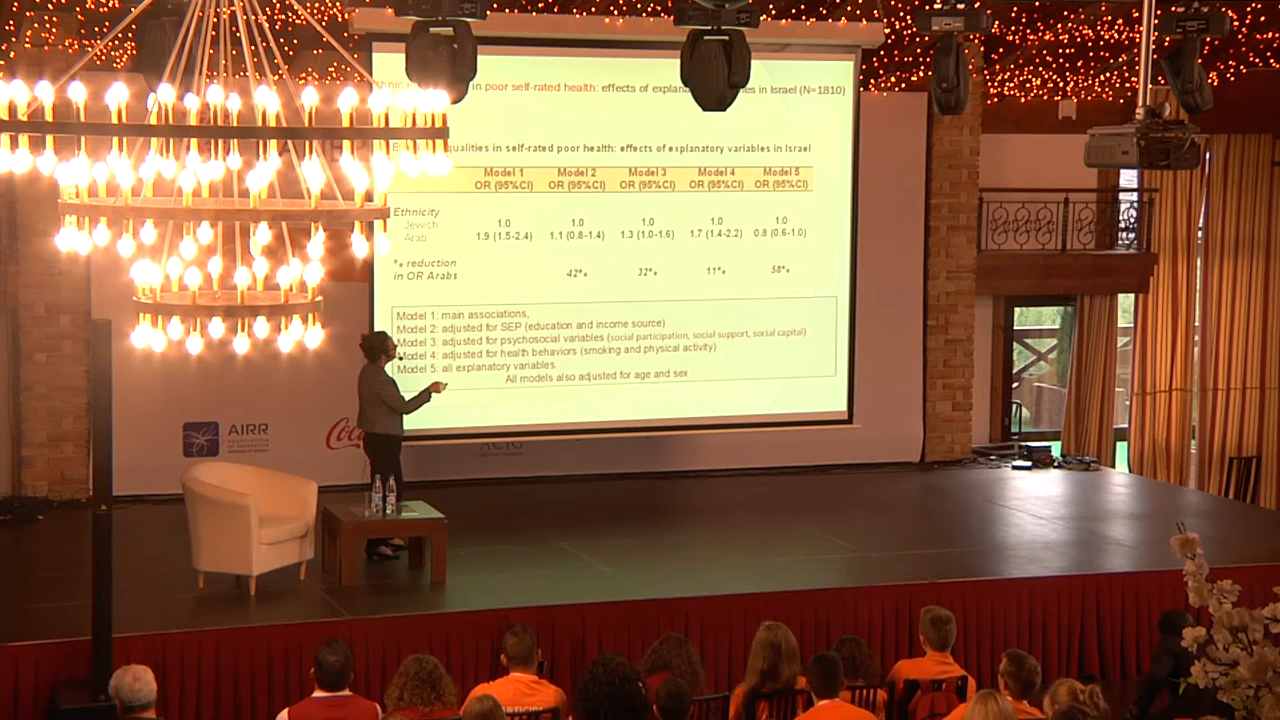 in poor self-rated health: effects of in Israel (N=1810)
in self-rated poor health: effects of explanatory variables in Israel
Model 1 Model 2 Model 3 Model 4 Model 5
OR (95%CI) OR (95%CI) OR (95%CI) OR (95%CI) OR (95%CI)
Ethnicity
Jewish 1.0 1.0 1.0 1.0 1.0
Arab 1.9 (1.5-2.4) 1.1 (0.8-1.4) 1.3 (1.0-1.6) 1.7 (1.4-2.2) 0.8 (0.6-1.0)
% reduction
in OR Arabs 42% 32% 11% 58%
Model 1: main associations,
Model 2: adjusted for SEP (education and income source)
Model 3: adjusted for psychosocial variables (social participation, social support, social capital)
Model 4: adjusted for health behaviors (smoking and physical activity)
Model 5: all explanatory variables.
All models also adjusted for age and sex
AIRR